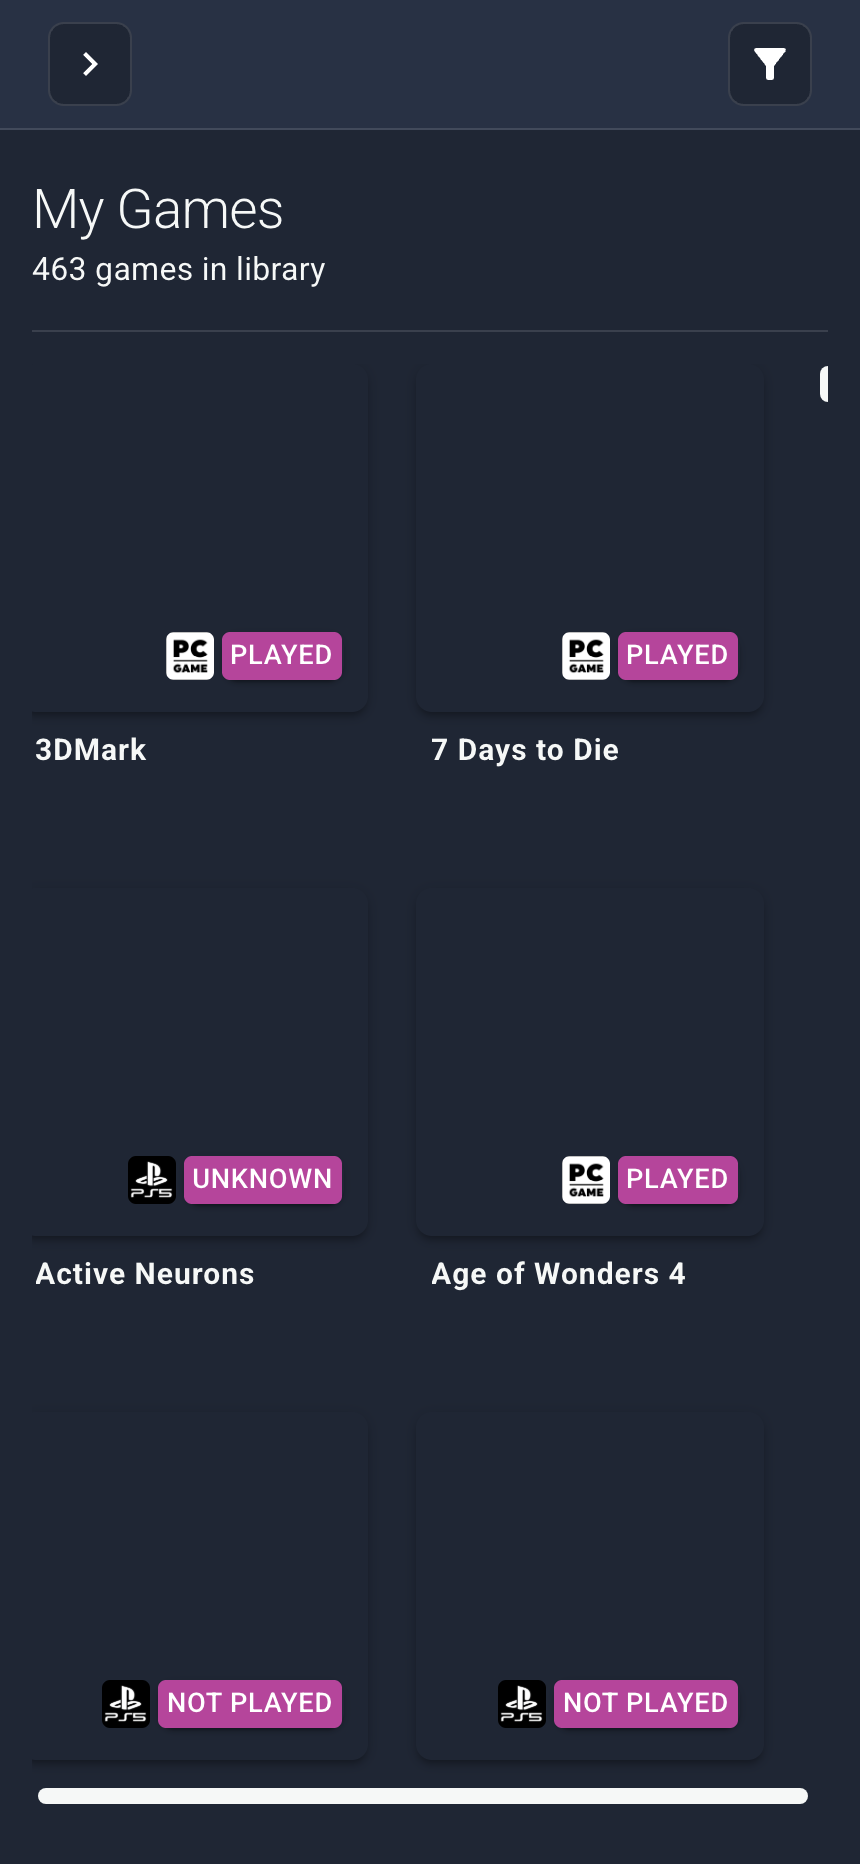 My Games
463 games in library
PC GAME PLAYED
PC GAME PLAYED
3DMark
7 Days to Die
PS5 UNKNOWN
PC GAME PLAYED
Active Neurons
Age of Wonders 4
PS5 NOT PLAYED
PS5 NOT PLAYED